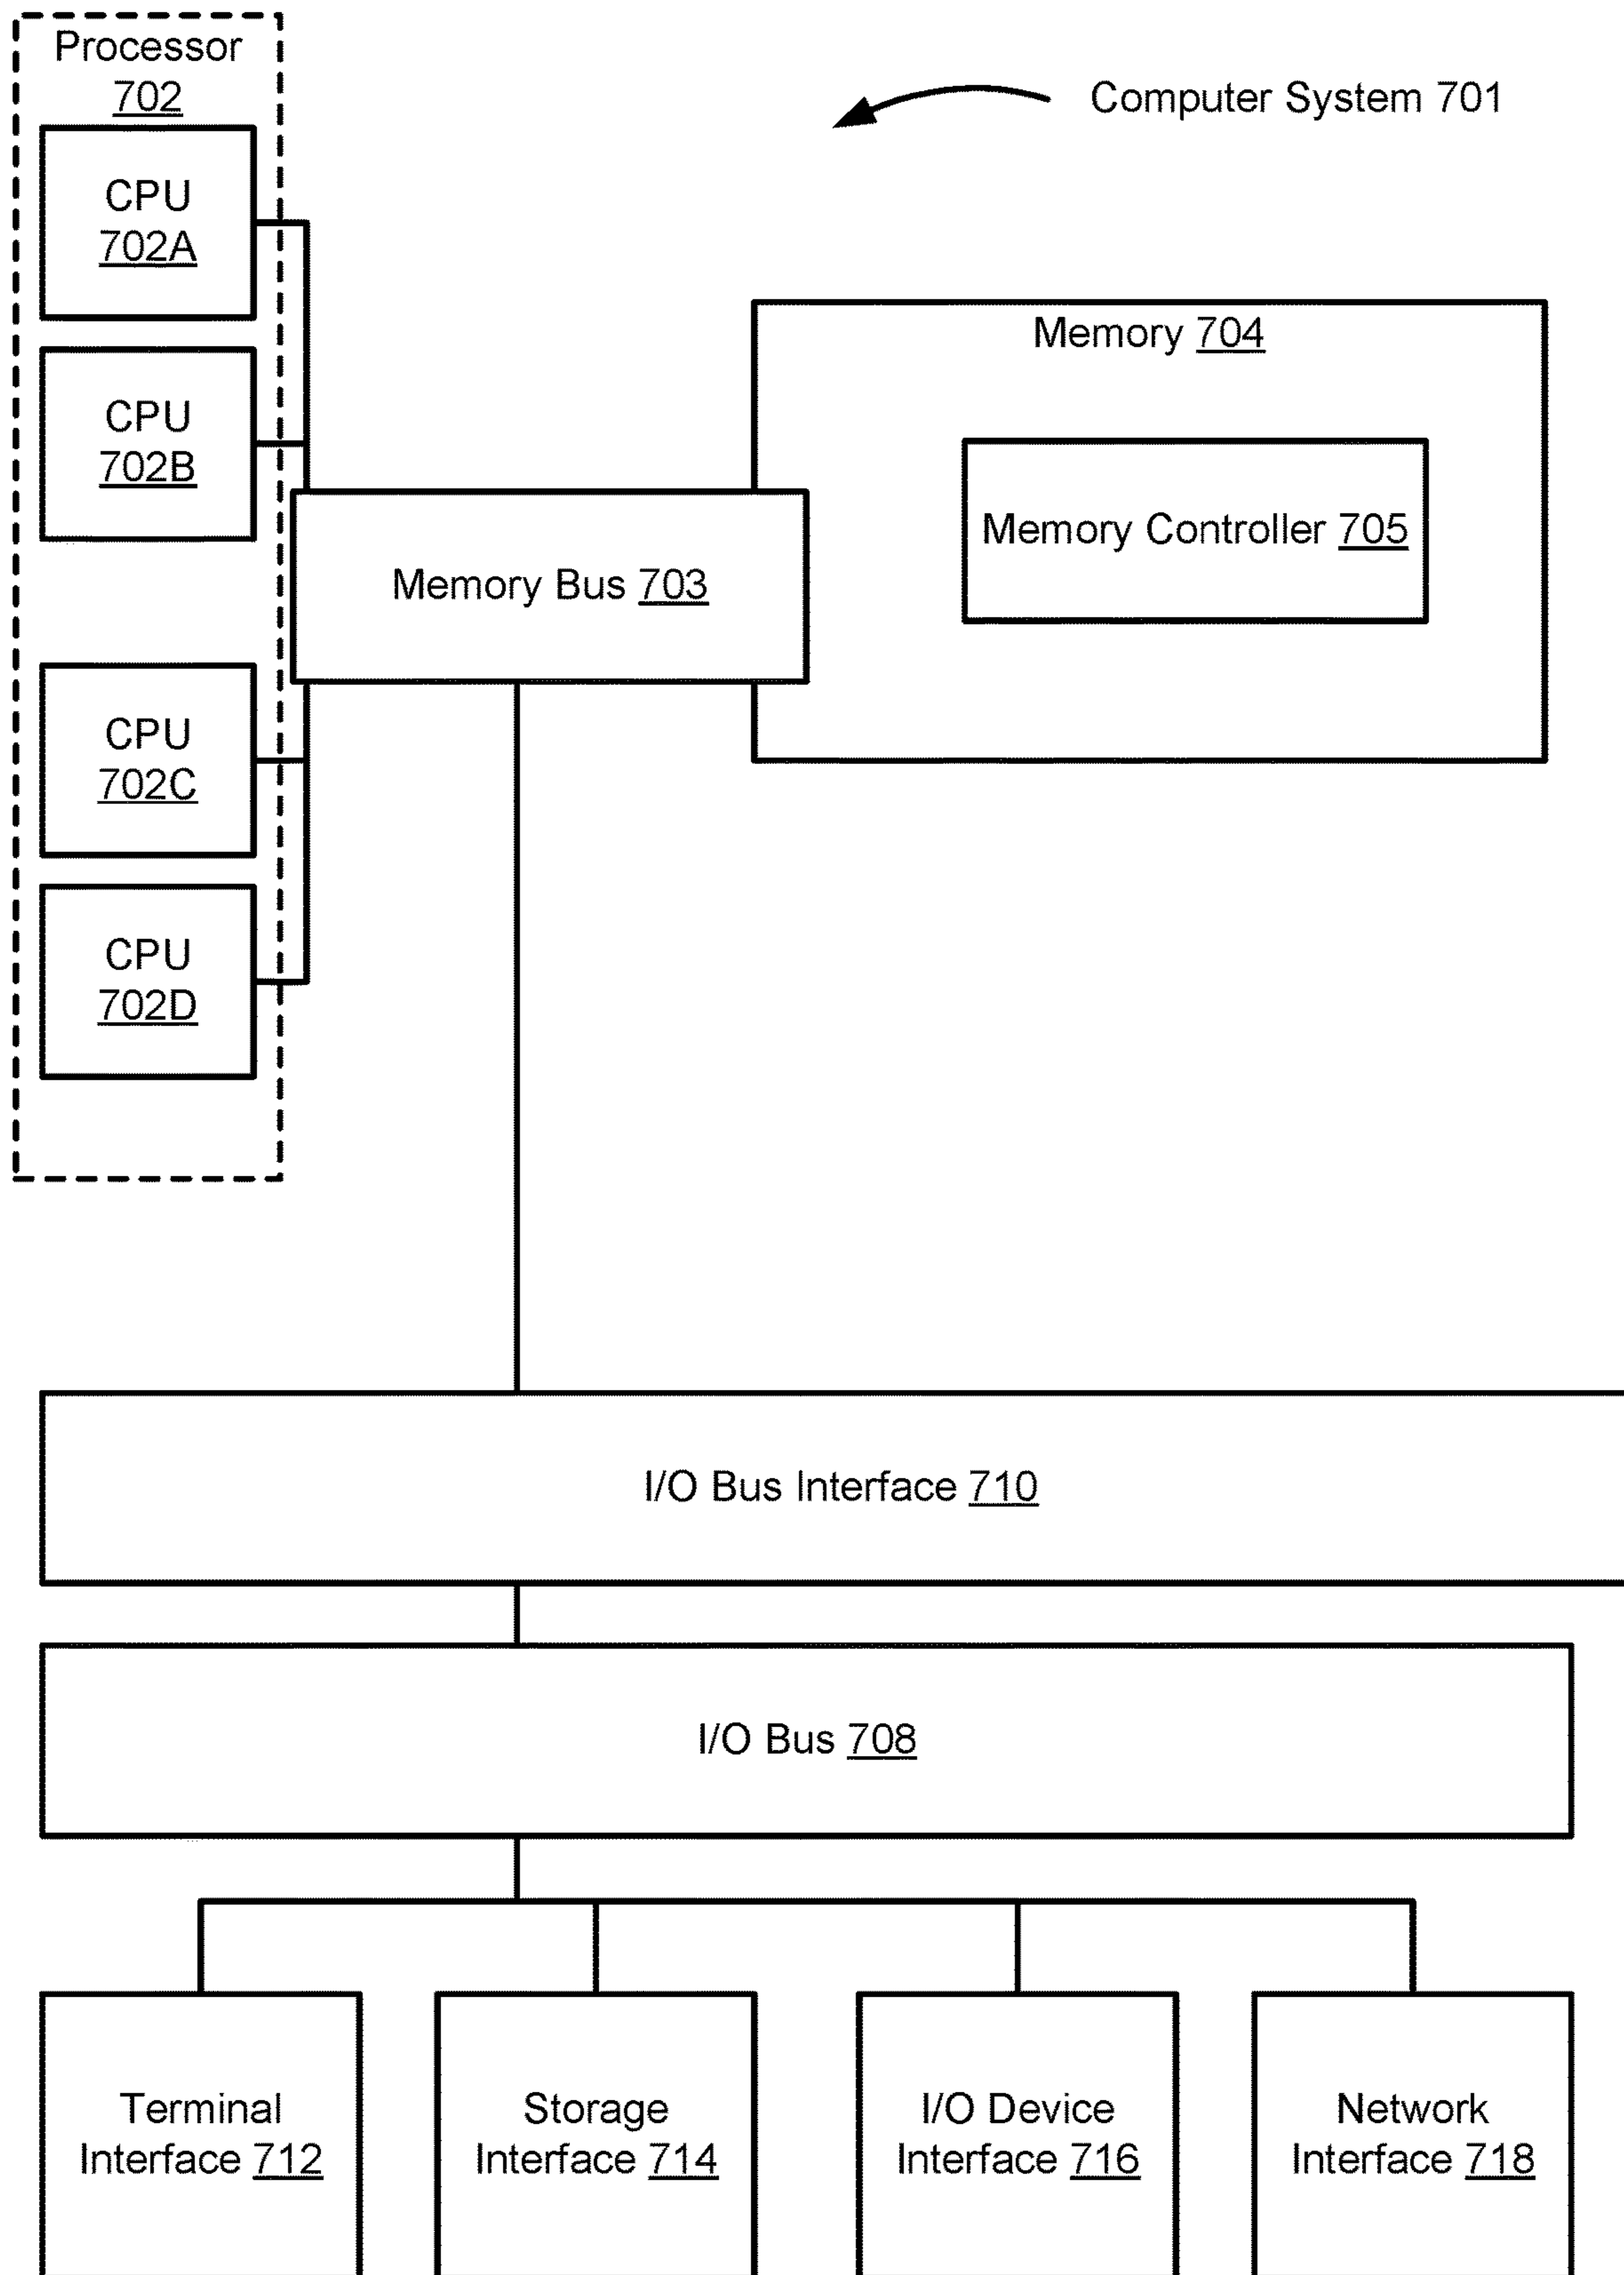 Processor
702
Computer System 701
CPU
702A
CPU
702B
Memory 704
Memory Controller 705
Memory Bus 703
CPU
702C
CPU
702D
I/O Bus Interface 710
I/O Bus 708
Terminal
Interface 712
Storage
Interface 714
I/O Device
Interface 716
Network
Interface 718